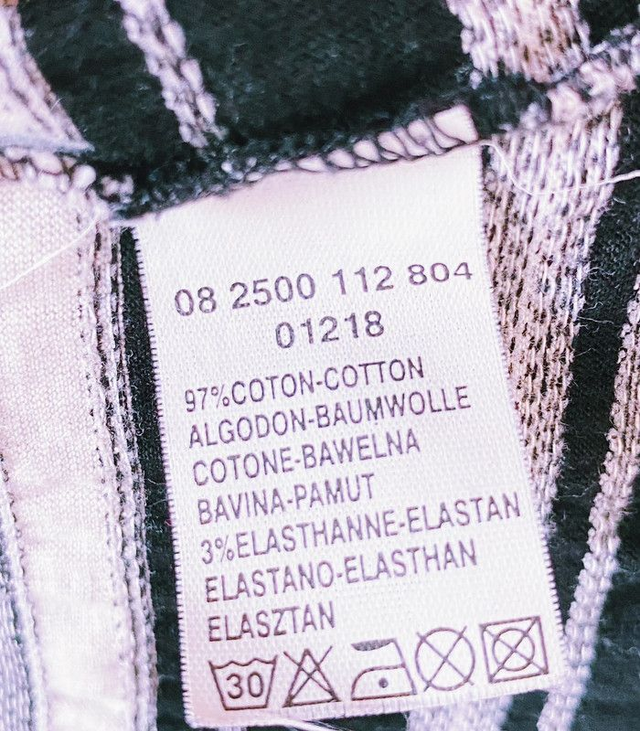 08 2500 112 804
01218
97%COTON-COTTON
ALGODON-BAUMWOLLE
COTONE-BAWELNA
BAVINA-PAMUT
3%ELASTHANNE-ELASTAN
ELASTANO-ELASTHAN
ELASZTAN
30